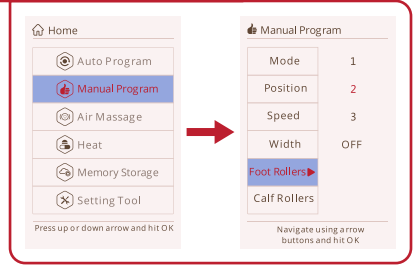 Home
Auto Program
Manual Program
Air Massage
Heat
Memory Storage
Setting Tool
Press up or down arrow and hit OK
Manual Program
Mode 1
Position 2
Speed 3
Width OFF
Foot Rollers
Calf Rollers
Navigate using arrow
buttons and hit OK